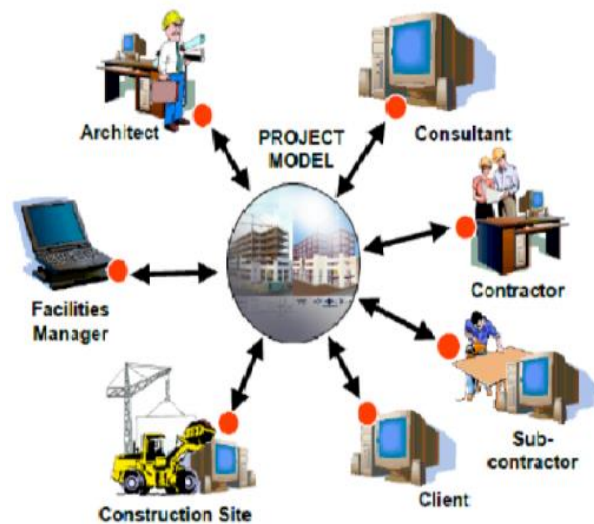 Architect
PROJECT
MODEL
Consultant
Contractor
Facilities
Manager
Sub-
contractor
Client
Construction Site